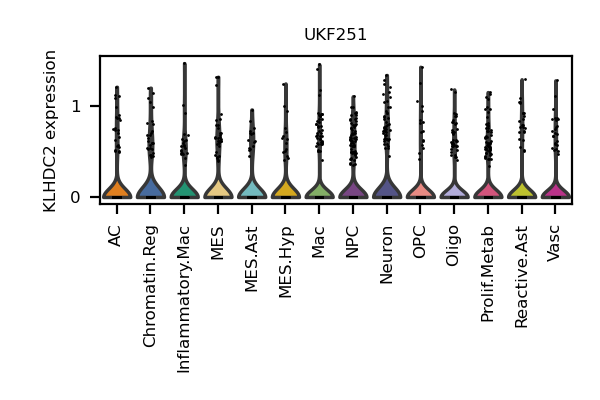 UKF251
KLHDC2 expression
1
0
AC
Chromatin.Reg
Inflammatory.Mac
MES
MES.Ast
MES.Hyp
Mac
NPC
Neuron
OPC
Oligo
Prolif.Metab
Reactive.Ast
Vasc